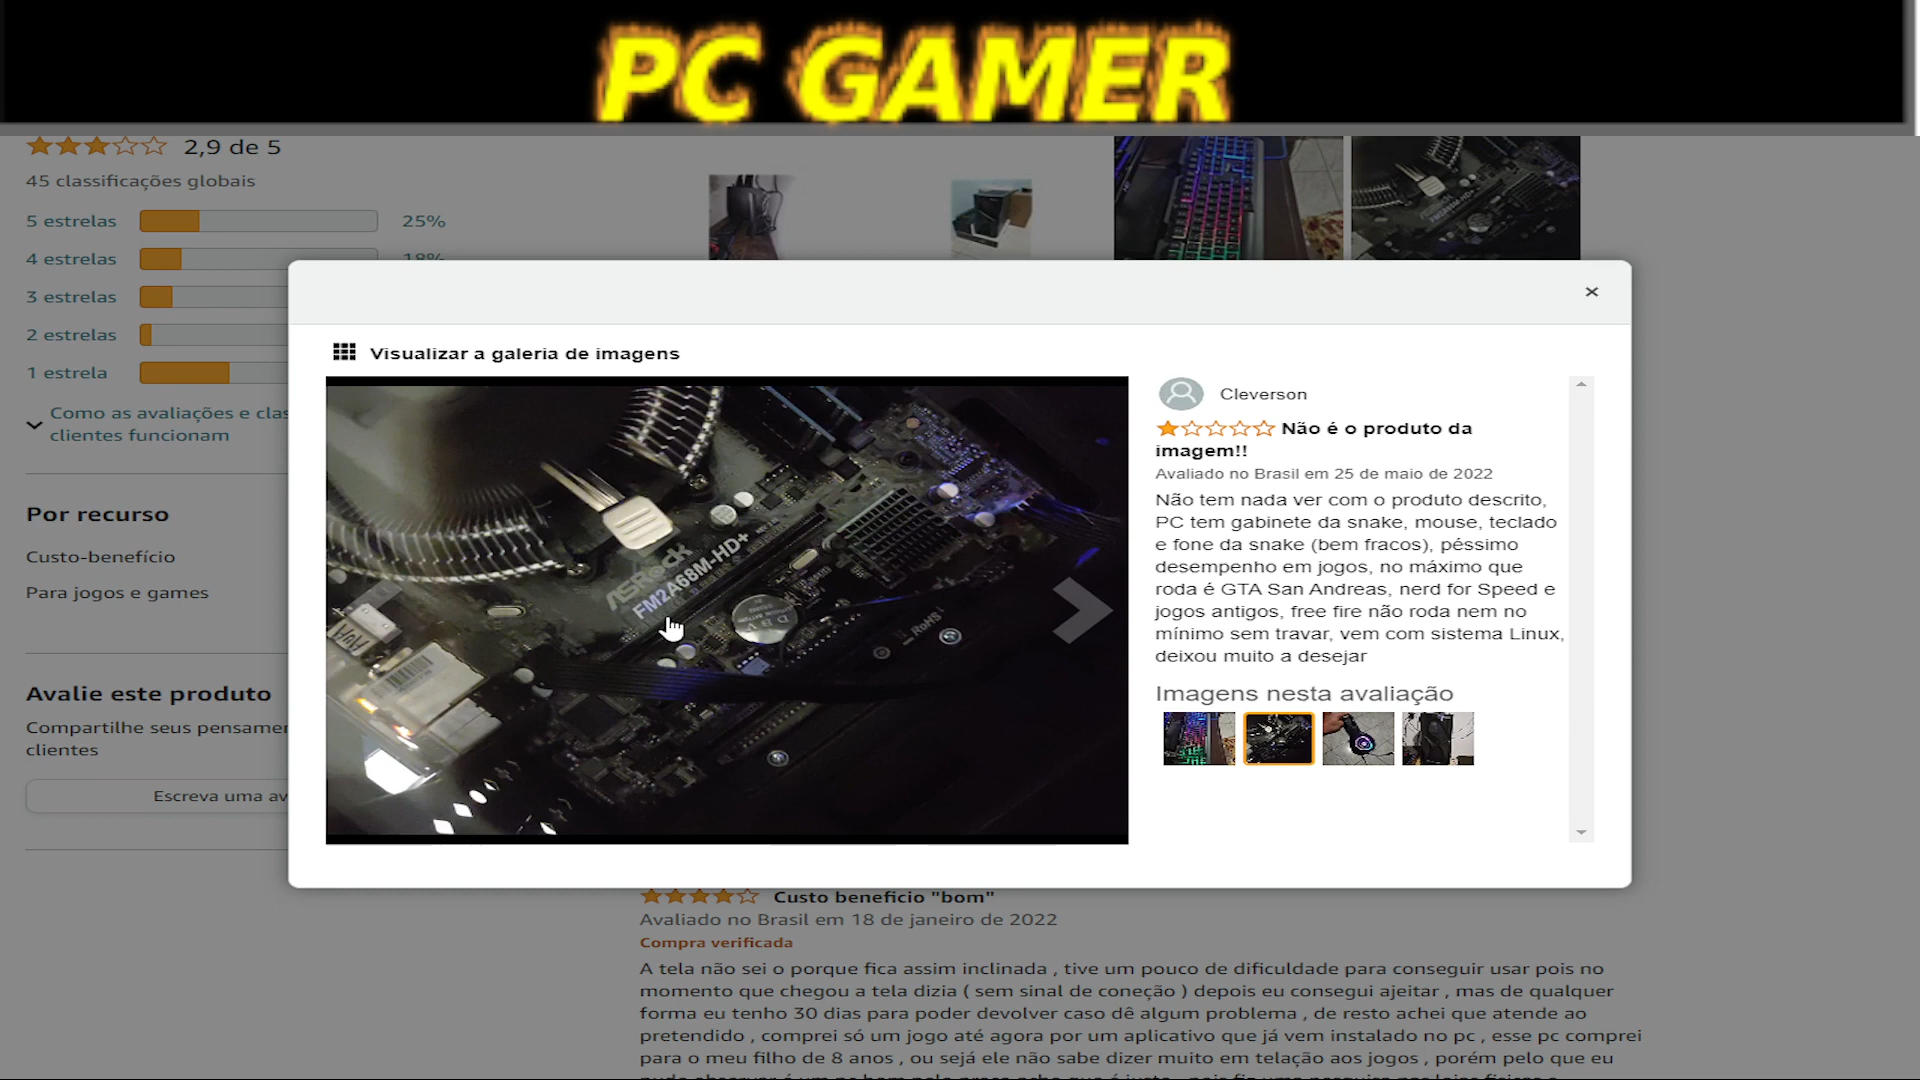 PC GAMER
2,9 de 5
45 classificações globais
5 estrelas 25%
4 estrelas 18%
3 estrelas
2 estrelas
1 estrela
Como as avaliações e clas
clientes funcionam
Por recurso
Custo-benefício
Para jogos e games
Avalie este produto
Compartilhe seus pensamen
clientes
Escreva uma av
×
Visualizar a galeria de imagens
ASRock
FM2A68M-HD+
RoHS
Cleverson
Não é o produto da
imagem!!
Avaliado no Brasil em 25 de maio de 2022
Não tem nada ver com o produto descrito,
PC tem gabinete da snake, mouse, teclado
e fone da snake (bem fracos), péssimo
desempenho em jogos, no máximo que
roda é GTA San Andreas, nerd for Speed e
jogos antigos, free fire não roda nem no
mínimo sem travar, vem com sistema Linux,
deixou muito a desejar
Imagens nesta avaliação
Custo beneficio "bom"
Avaliado no Brasil em 18 de janeiro de 2022
Compra verificada
A tela não sei o porque fica assim inclinada , tive um pouco de dificuldade para conseguir usar pois no
momento que chegou a tela dizia ( sem sinal de coneção ) depois eu consegui ajeitar , mas de qualquer
forma eu tenho 30 dias para poder devolver caso dê algum problema , de resto achei que atende ao
pretendido , comprei só um jogo até agora por um aplicativo que já vem instalado no pc , esse pc comprei
para o meu filho de 8 anos , ou sejá ele não sabe dizer muito em telação aos jogos , porém pelo que eu